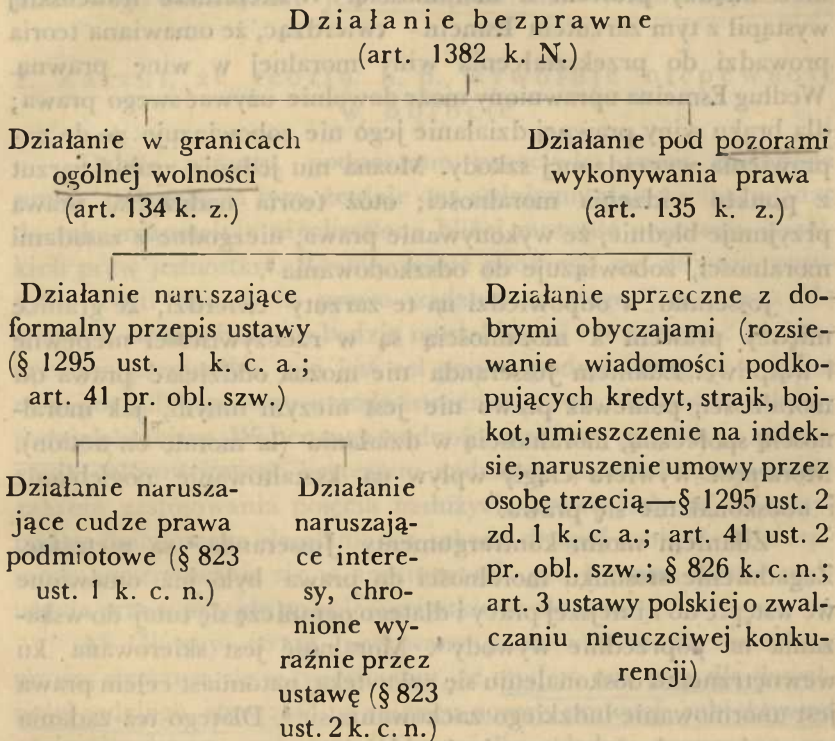 Działanie bezprawne
(art. 1382 k. N.)
Działanie w granicach
ogólnej wolności
(art. 134 k. z.)
Działanie pod pozorami
wykonywania prawa
(art. 135 k. z.)
Działanie naruszające
formalny przepis ustawy
(§ 1295 ust. 1 k. c. a.;
art. 41 pr. obl. szw.)
Działanie sprzeczne z do-
brymi obyczajami (rozsie-
wanie wiadomości podko-
pujących kredyt, strajk, boj-
kot, umieszczenie na indek-
sie, naruszenie umowy przez
osobę trzecią—§ 1295 ust. 2
zd. 1 k. c. a.; art. 41 ust. 2
pr. obl. szw.; § 826 k. c. n.;
art. 3 ustawy polskiej o zwal-
czaniu nieuczciwej konku-
rencji)
Działanie narusza-
jące cudze prawa
podmiotowe (§ 823
ust. 1 k. c. n.)
Działanie
naruszają-
ce intere-
sy, chro-
nione wy-
raźnie przez
ustawę (§ 823
ust. 2 k. c. n.)